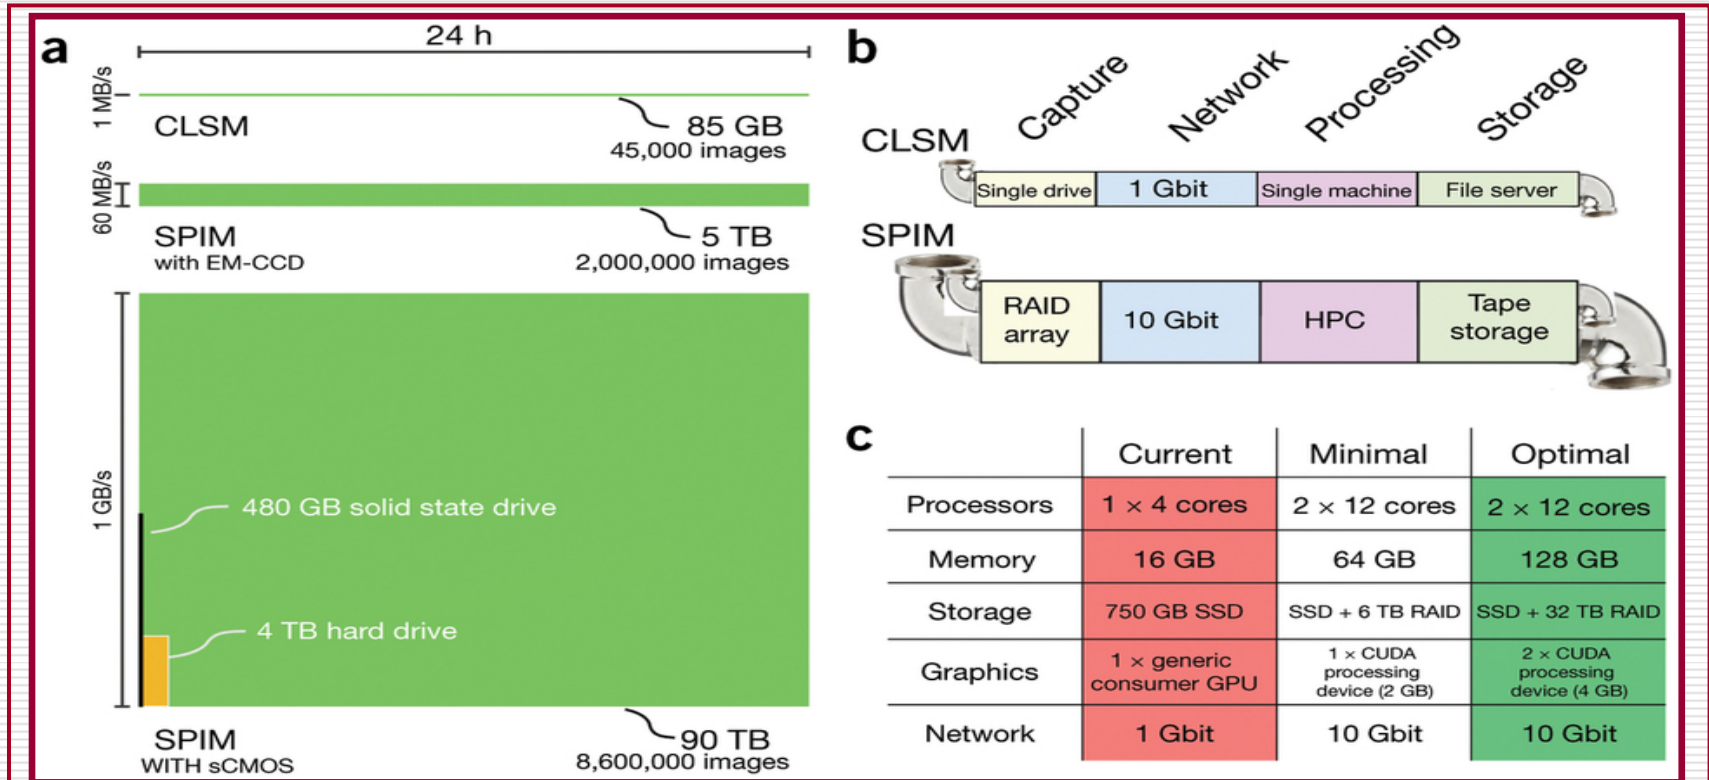 a
24 h
1 MB/s
CLSM
85 GB
45,000 images
60 MB/s
SPIM
with EM-CCD
5 TB
2,000,000 images
1 GB/s
480 GB solid state drive
4 TB hard drive
SPIM
WITH sCMOS
90 TB
8,600,000 images
b
Capture
Network
Processing
Storage
CLSM
Single drive
1 Gbit
Single machine
File server
SPIM
RAID
array
10 Gbit
HPC
Tape
storage
c
Current
Minimal
Optimal
Processors
1 × 4 cores
2 × 12 cores
2 × 12 cores
Memory
16 GB
64 GB
128 GB
Storage
750 GB SSD
SSD + 6 TB RAID
SSD + 32 TB RAID
Graphics
1 × generic
consumer GPU
1 × CUDA
processing
device (2 GB)
2 × CUDA
processing
device (4 GB)
Network
1 Gbit
10 Gbit
10 Gbit